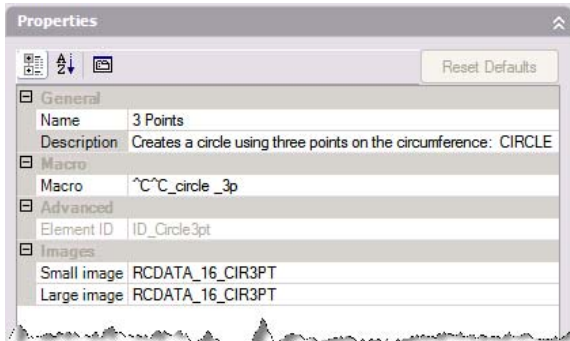 Properties
Reset Defaults
General
Name 3 Points
Description Creates a circle using three points on the circumference: CIRCLE
Macro
Macro ^C^C_circle _3p
Advanced
Element ID ID_Circle3pt
Images
Small image RCDATA_16_CIR3PT
Large image RCDATA_16_CIR3PT